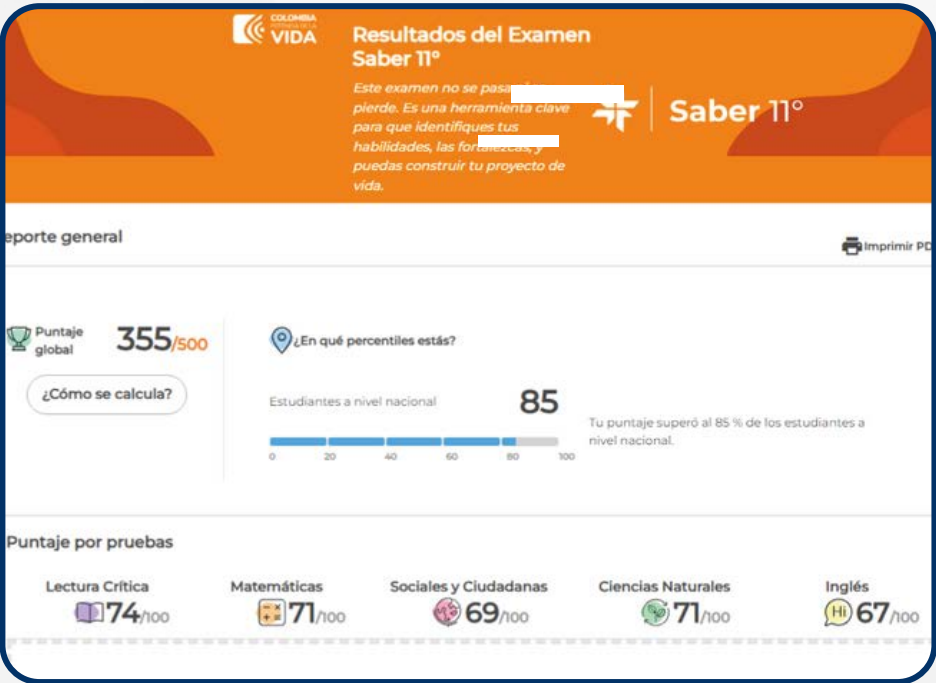 COLOMBIA
POTENCIA DE LA
VIDA
Resultados del Examen
Saber 11°
Este examen no se pasa
pierde. Es una herramienta clave
para que identifiques tus
habilidades, las fortalezas, y
puedas construir tu proyecto de
vida.
Saber 11°
eporte general
Imprimir PD
Puntaje
global
355/500
¿Cómo se calcula?
¿En qué percentiles estás?
Estudiantes a nivel nacional
85
0 20 40 60 80 100
Tu puntaje superó al 85 % de los estudiantes a
nivel nacional.
Puntaje por pruebas
Lectura Crítica
74/100
Matemáticas
71/100
Sociales y Ciudadanas
69/100
Ciencias Naturales
71/100
Inglés
Hi
67/100